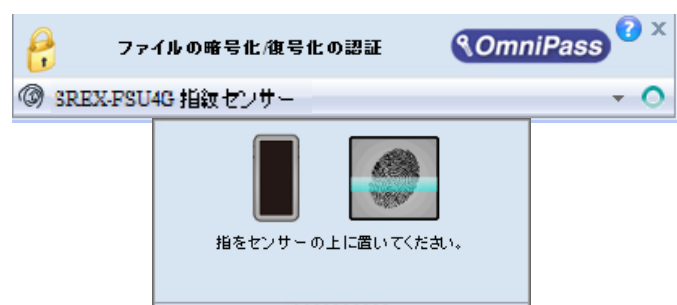 ファイルの暗号化/復号化の認証
OmniPass
? x
SREX-FSU4G 指紋センサー
指をセンサーの上に置いてください。